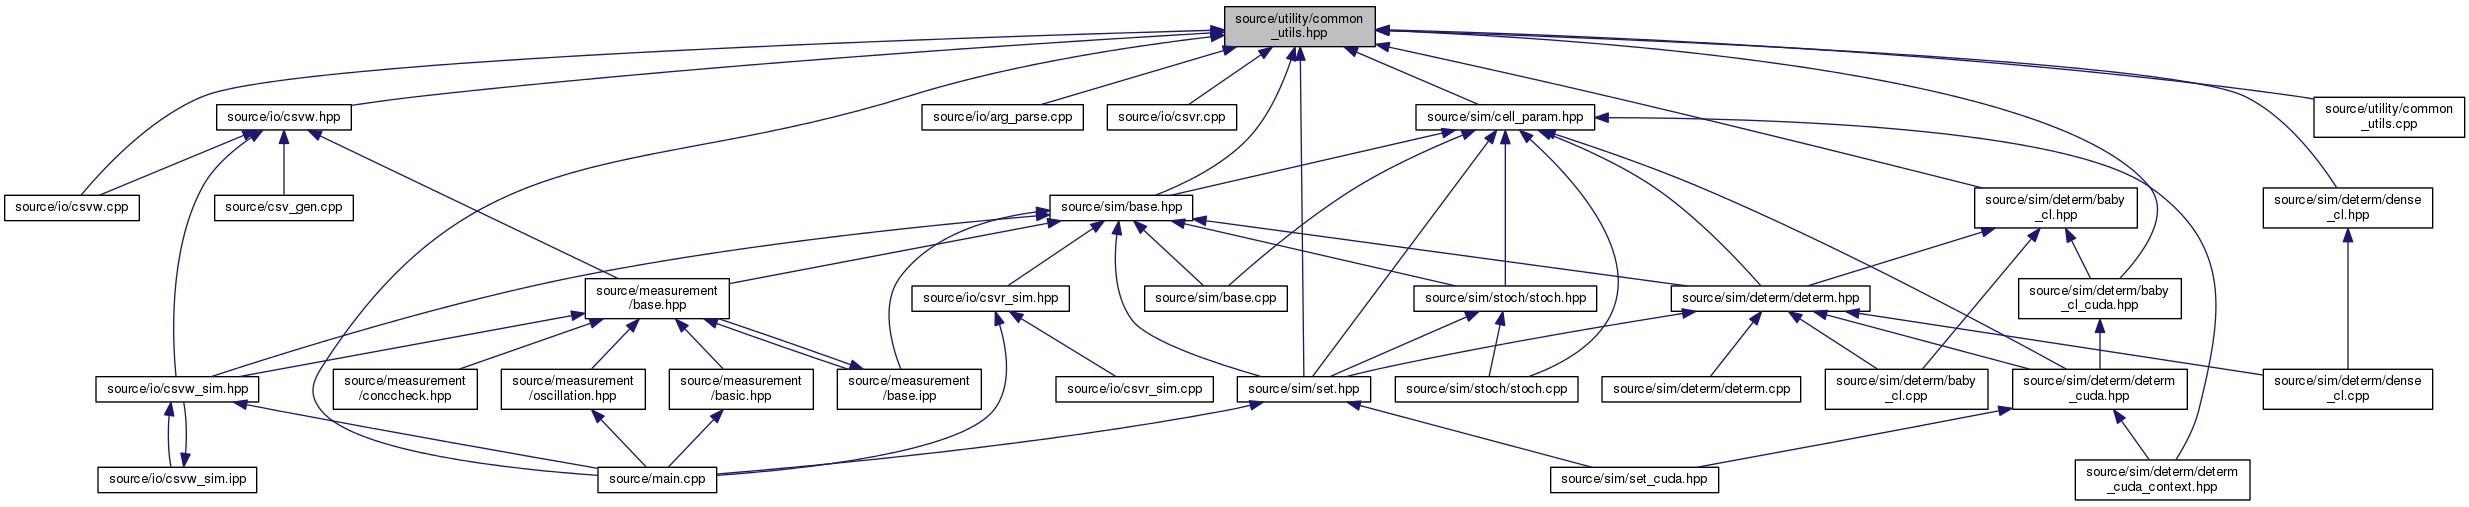 source/utility/common
_utils.hpp
source/io/csvw.hpp
source/io/arg_parse.cpp
source/io/csvr.cpp
source/sim/cell_param.hpp
source/utility/common
_utils.cpp
source/io/csvw.cpp
source/csv_gen.cpp
source/sim/base.hpp
source/sim/determ/baby
_cl.hpp
source/sim/determ/dense
_cl.hpp
source/measurement
/base.hpp
source/io/csvr_sim.hpp
source/sim/base.cpp
source/sim/stoch/stoch.hpp
source/sim/determ/determ.hpp
source/sim/determ/baby
_cl_cuda.hpp
source/io/csvw_sim.hpp
source/measurement
/conccheck.hpp
source/measurement
/oscillation.hpp
source/measurement
/basic.hpp
source/measurement
/base.ipp
source/io/csvr_sim.cpp
source/sim/set.hpp
source/sim/stoch/stoch.cpp
source/sim/determ/determ.cpp
source/sim/determ/baby
_cl.cpp
source/sim/determ/determ
_cuda.hpp
source/sim/determ/dense
_cl.cpp
source/io/csvw_sim.ipp
source/main.cpp
source/sim/set_cuda.hpp
source/sim/determ/determ
_cuda_context.hpp